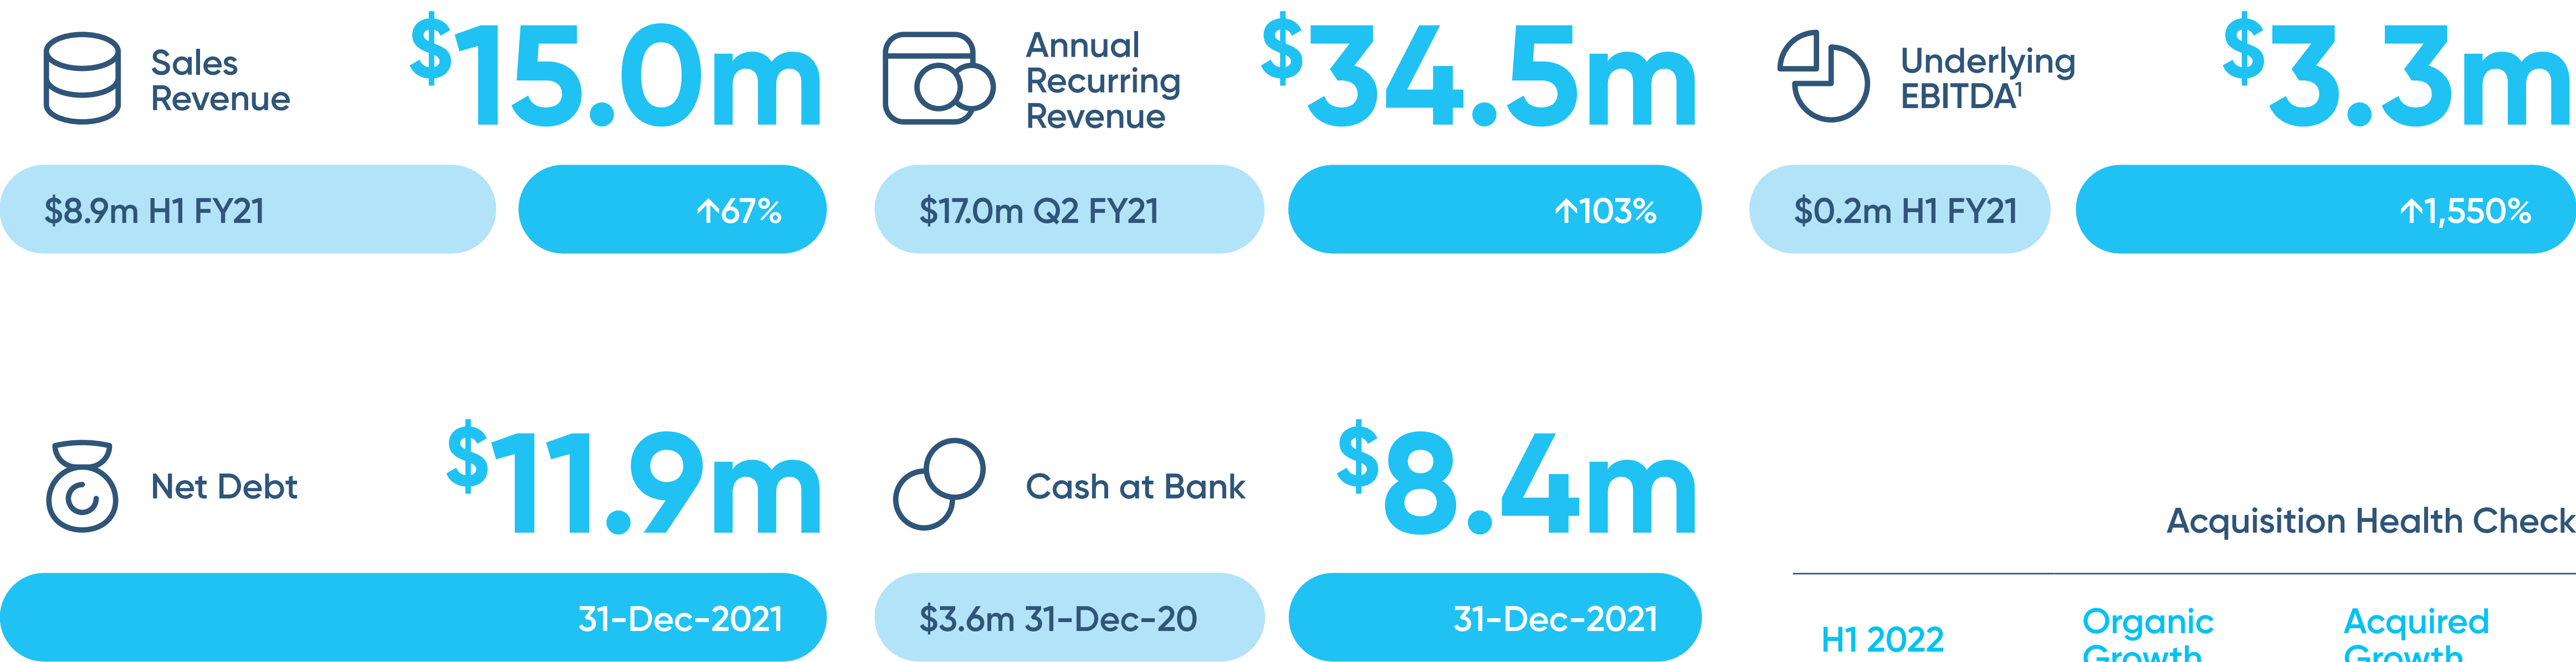 Sales
Revenue
$15.0m
$8.9m H1 FY21
↑67%
Annual
Recurring
Revenue
$34.5m
$17.0m Q2 FY21
↑103%
Underlying
EBITDA¹
$3.3m
$0.2m H1 FY21
↑1,550%
Net Debt
$11.9m
31-Dec-2021
Cash at Bank
$8.4m
$3.6m 31-Dec-20
31-Dec-2021
Acquisition Health Check
H1 2022
Organic
Growth
Acquired
Growth